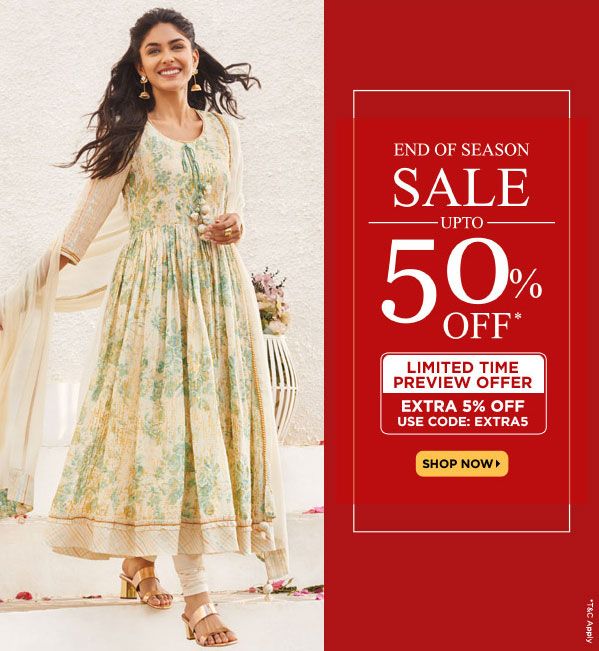 END OF SEASON
SALE
UPTO
50%
OFF*
LIMITED TIME
PREVIEW OFFER
EXTRA 5% OFF
USE CODE: EXTRA5
SHOP NOW
*T&C Apply